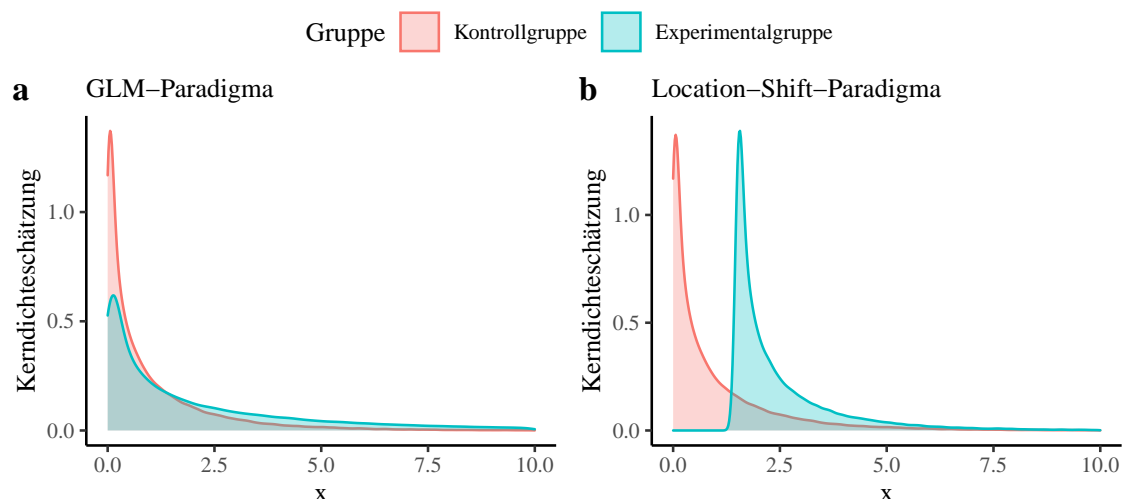 Gruppe Kontrollgruppe Experimentalgruppe
a GLM−Paradigma
Kerndichteschätzung
1.0
0.5
0.0
0.0 2.5 5.0 7.5 10.0
x
b Location−Shift−Paradigma
Kerndichteschätzung
1.0
0.5
0.0
0.0 2.5 5.0 7.5 10.0
x